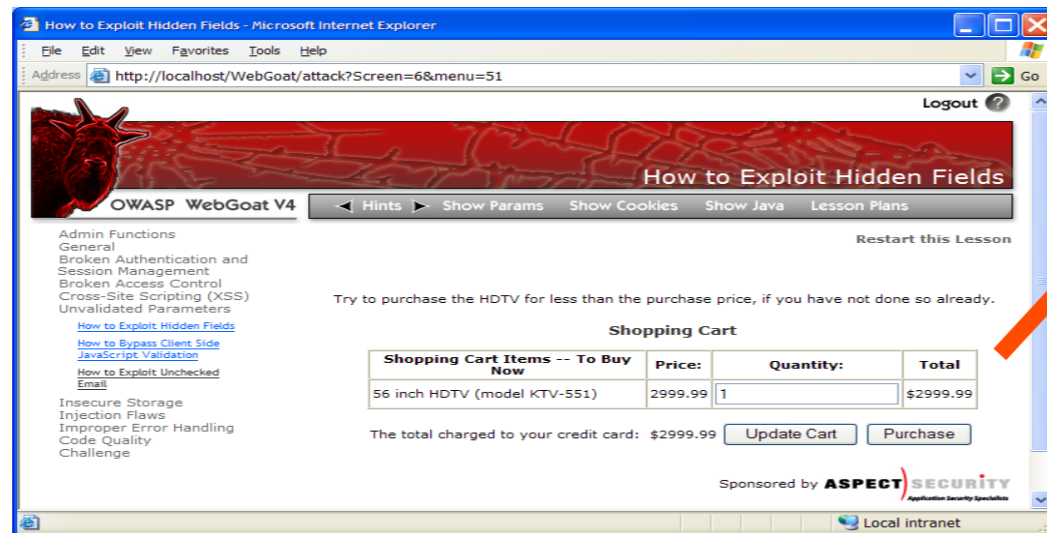 How to Exploit Hidden Fields - Microsoft Internet Explorer
File Edit View Favorites Tools Help
Address http://localhost/WebGoat/attack?Screen=6&menu=51 Go
Logout ?
How to Exploit Hidden Fields
OWASP WebGoat V4
Hints Show Params Show Cookies Show Java Lesson Plans
Admin Functions
General
Broken Authentication and
Session Management
Broken Access Control
Cross-Site Scripting (XSS)
Unvalidated Parameters
How to Exploit Hidden Fields
How to Bypass Client Side
JavaScript Validation
How to Exploit Unchecked
Email
Insecure Storage
Injection Flaws
Improper Error Handling
Code Quality
Challenge
Restart this Lesson
Try to purchase the HDTV for less than the purchase price, if you have not done so already.
Shopping Cart
Shopping Cart Items -- To Buy
Now
Price: Quantity: Total
56 inch HDTV (model KTV-551) 2999.99 1 $2999.99
The total charged to your credit card: $2999.99 Update Cart Purchase
Sponsored by ASPECT SECURITY
Application Security Specialists
Local intranet